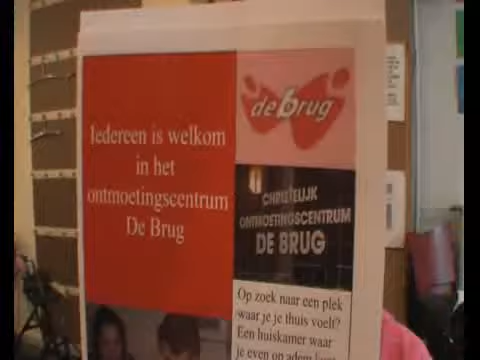 Iedereen is welkom
in het
ontmoetingscentrum
De Brug
de brug
CHRISTELIJK
ONTMOETINGSCENTRUM
DE BRUG
Op zoek naar een plek
waar je je thuis voelt?
Een huiskamer waar
je even op adem